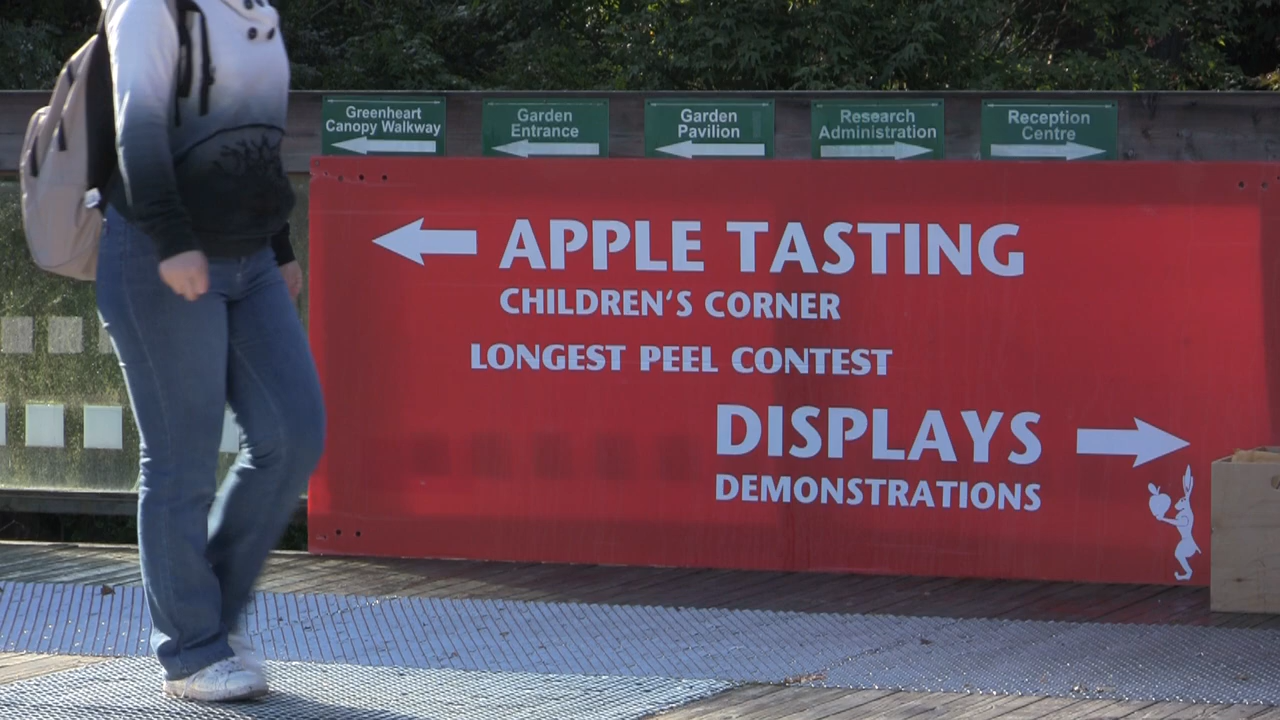 Greenheart
Canopy Walkway
Garden
Entrance
Garden
Pavilion
Research
Administration
Reception
Centre
APPLE TASTING
CHILDREN'S CORNER
LONGEST PEEL CONTEST
DISPLAYS
DEMONSTRATIONS